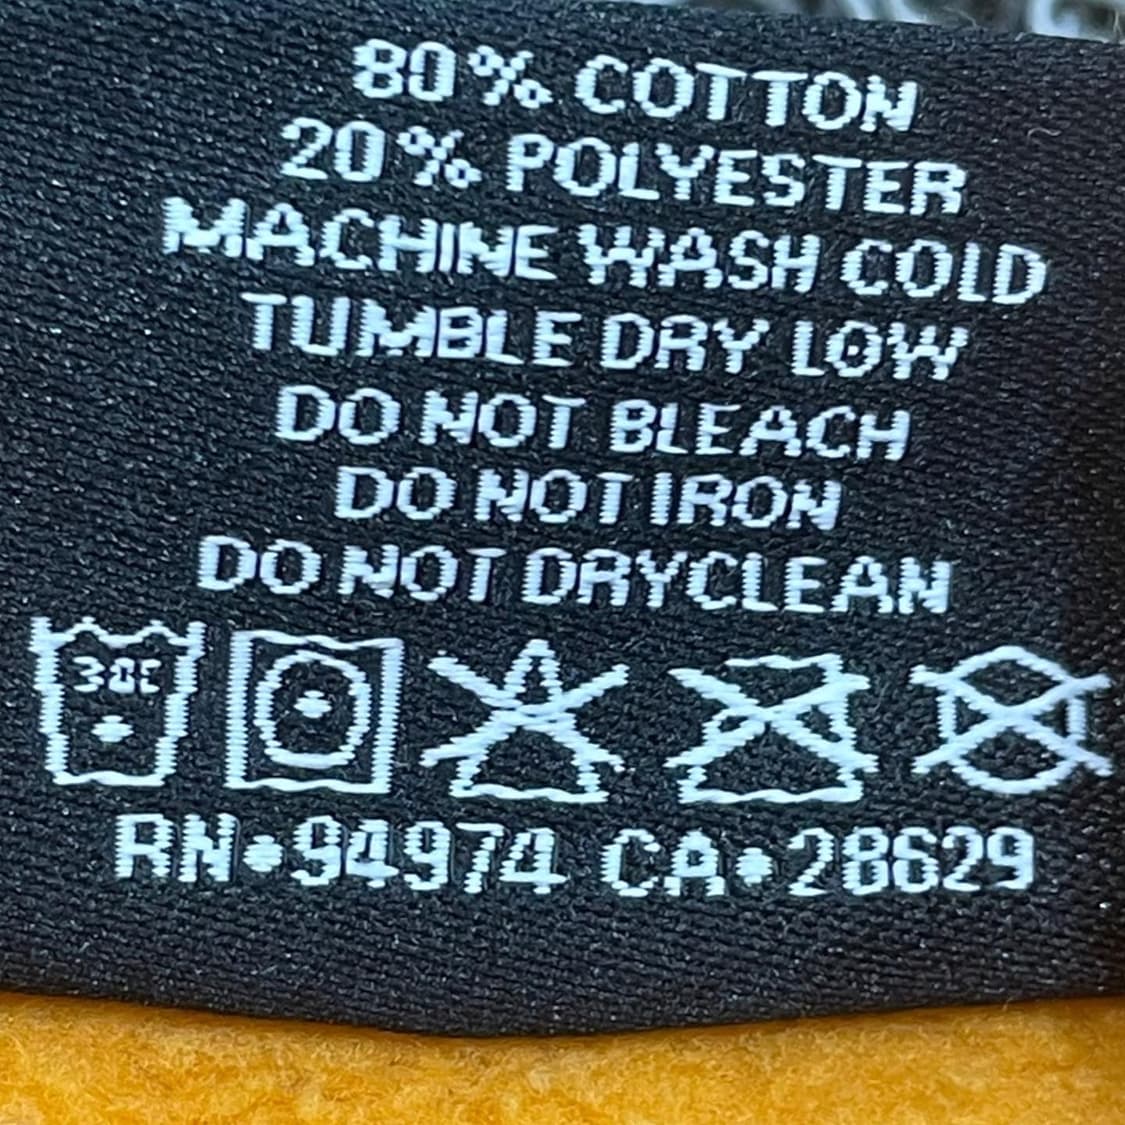 80% COTTON
20% POLYESTER
MACHINE WASH COLD
TUMBLE DRY LOW
DO NOT BLEACH
DO NOT IRON
DO NOT DRYCLEAN
30C
RN•94974 CA•28629